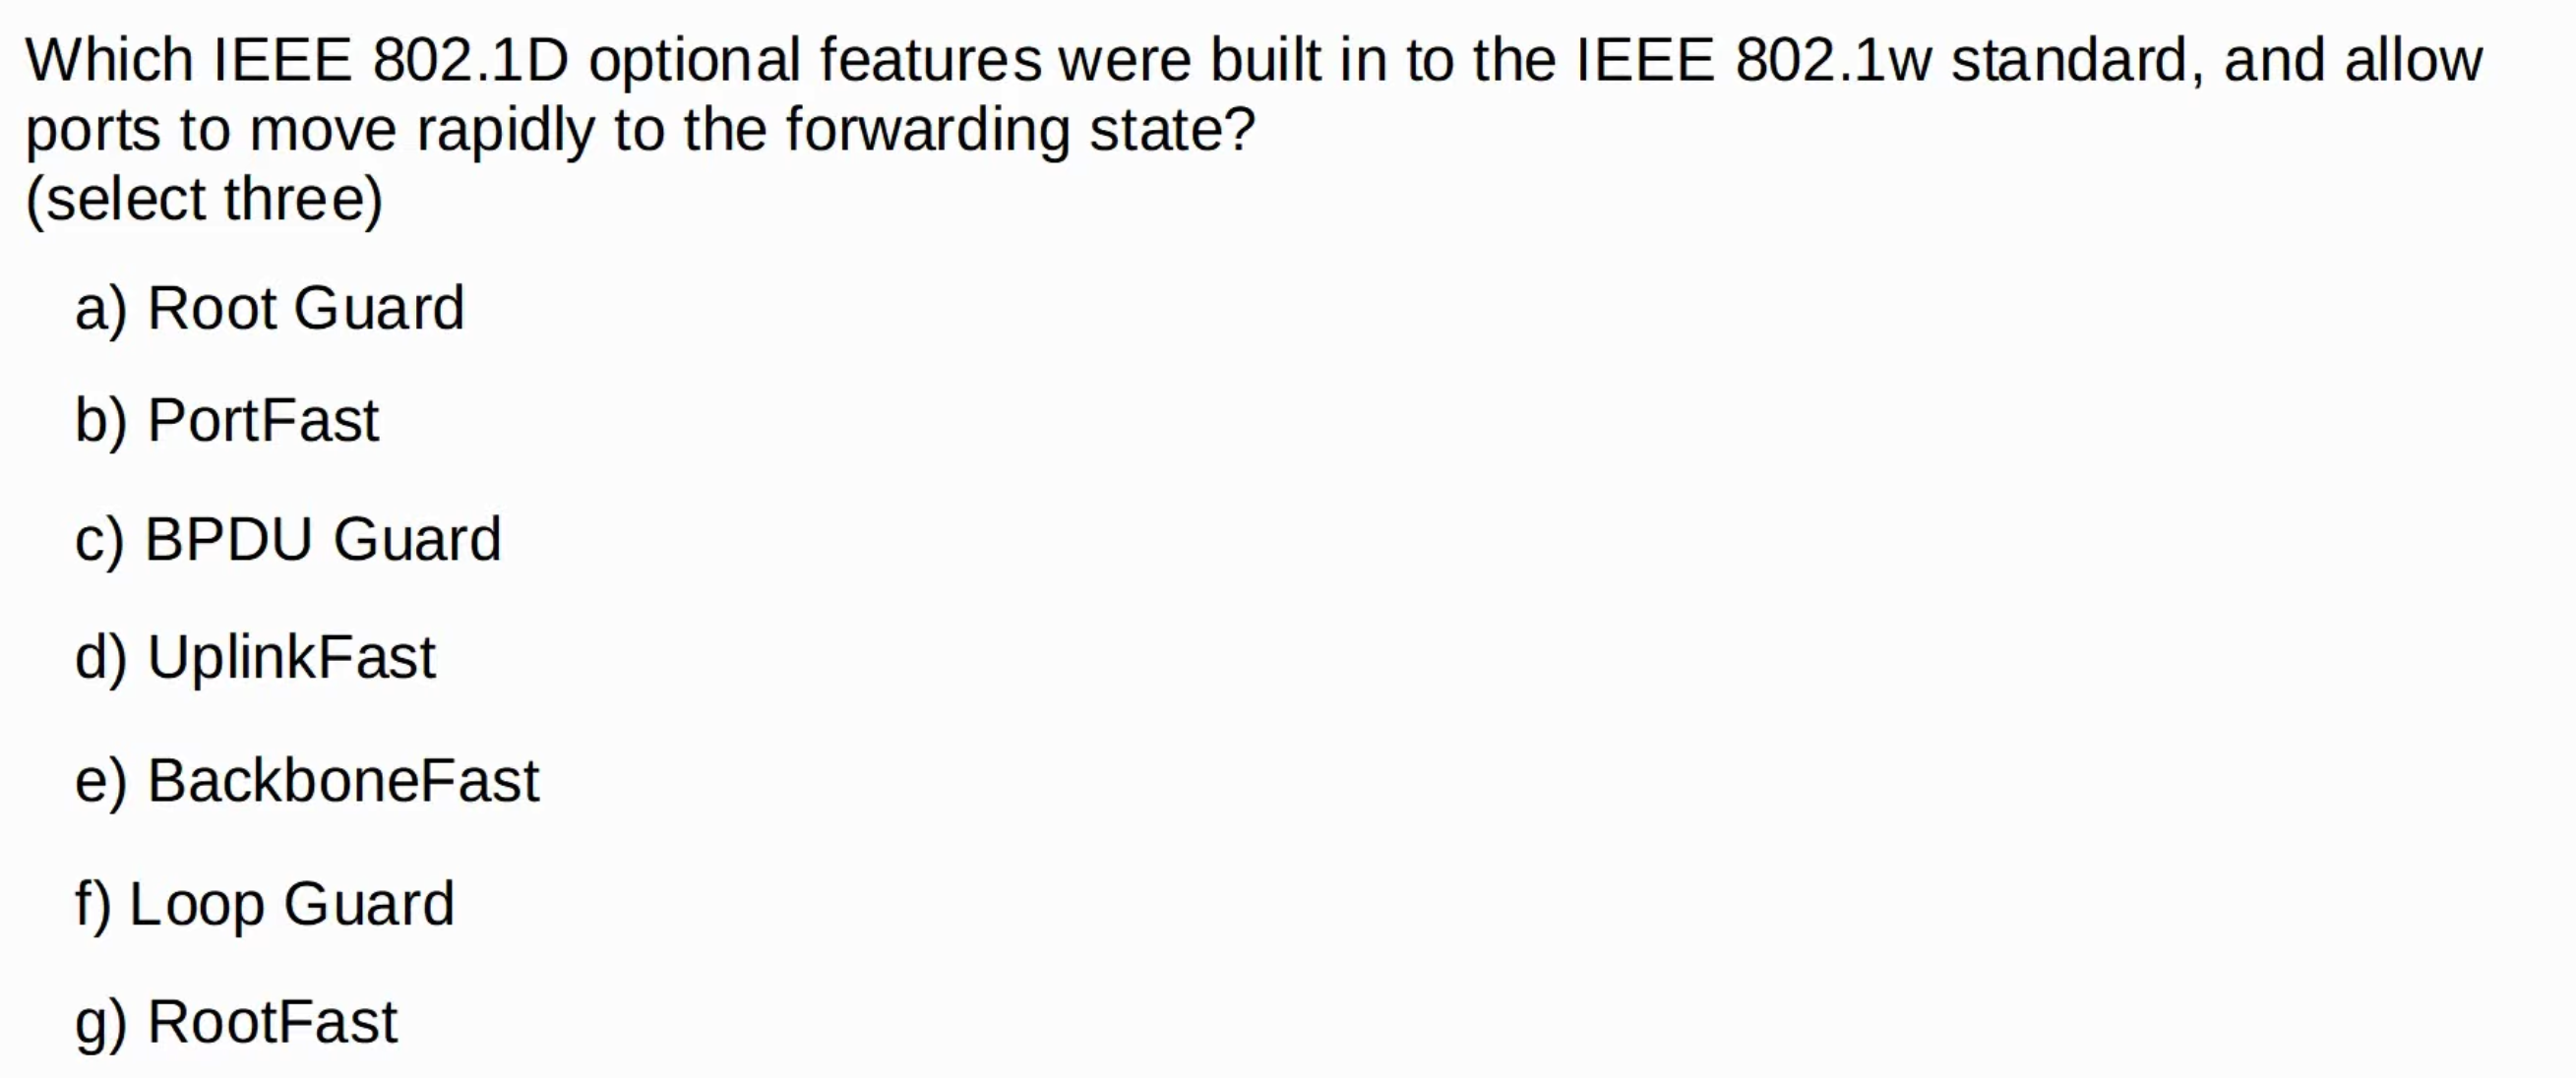 Which IEEE 802.1D optional features were built in to the IEEE 802.1w standard, and allow
ports to move rapidly to the forwarding state?
(select three)
a) Root Guard
b) PortFast
c) BPDU Guard
d) UplinkFast
e) BackboneFast
f) Loop Guard
g) RootFast